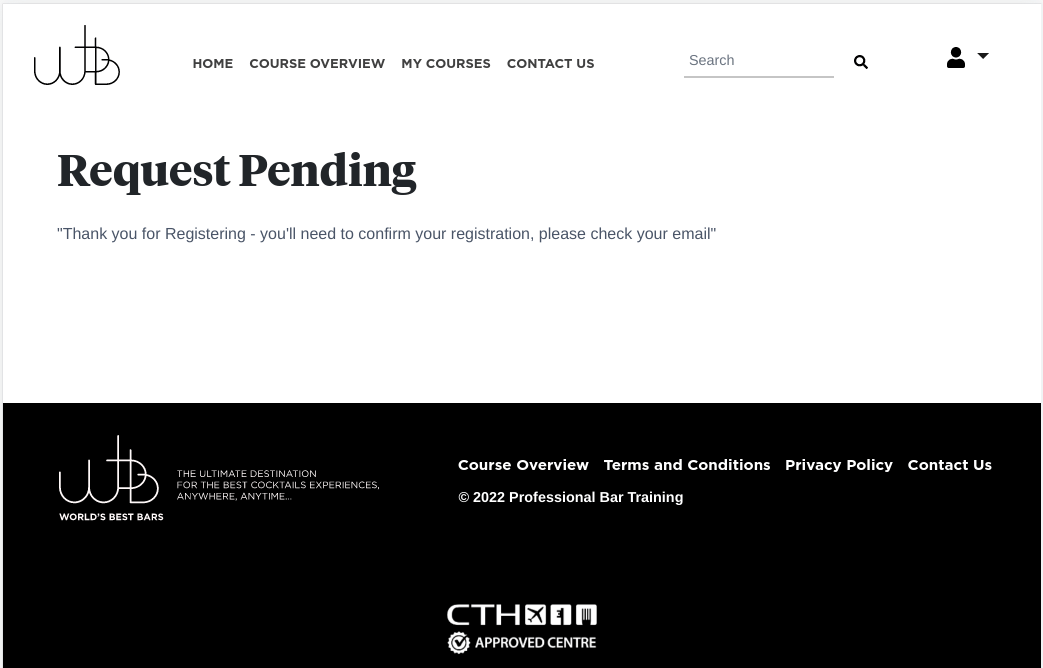 wbb
HOME COURSE OVERVIEW MY COURSES CONTACT US Search
Request Pending
"Thank you for Registering - you'll need to confirm your registration, please check your email"
wbb
WORLD'S BEST BARS
THE ULTIMATE DESTINATION
FOR THE BEST COCKTAILS EXPERIENCES,
ANYWHERE, ANYTIME...
Course Overview Terms and Conditions Privacy Policy Contact Us
© 2022 Professional Bar Training
CTH
APPROVED CENTRE